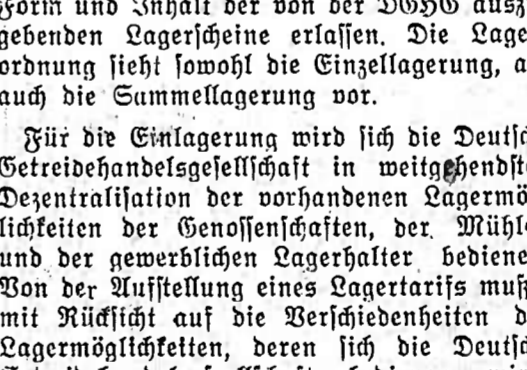 Form und Inhalt der von der DGHG ausz
gebenden Lagerscheine erlassen. Die Lage
ordnung sieht sowohl die Einzellagerung, a
auch die Sammellagerung vor.
Für die Einlagerung wird sich die Deutsc
Getreidehandelsgesellschaft in weitgehendst
Dezentralisation der vorhandenen Lagermö
lichkeiten der Genossenschaften, der Mühl
und der gewerblichen Lagerhalter bediene
Von der Aufstellung eines Lagertarifs muß
mit Rücksicht auf die Verschiedenheiten d
Lagermöglichkeiten, deren sich die Deutsc